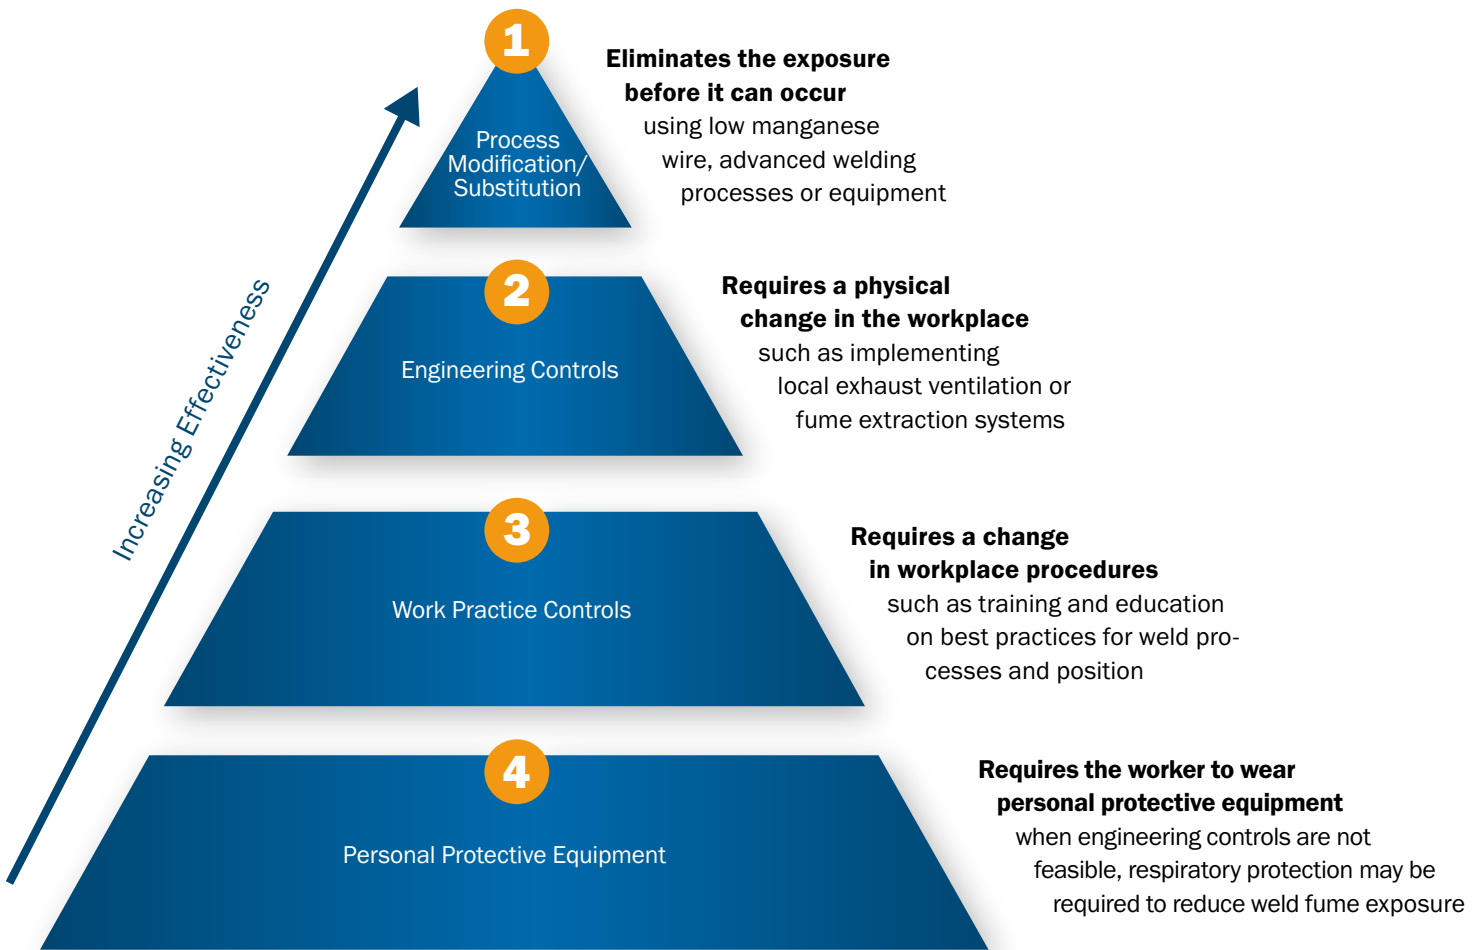 1
Process
Modification/
Substitution
Eliminates the exposure
before it can occur
using low manganese
wire, advanced welding
processes or equipment
Increasing Effectiveness
2
Engineering Controls
Requires a physical
change in the workplace
such as implementing
local exhaust ventilation or
fume extraction systems
3
Work Practice Controls
Requires a change
in workplace procedures
such as training and education
on best practices for weld pro-
cesses and position
4
Personal Protective Equipment
Requires the worker to wear
personal protective equipment
when engineering controls are not
feasible, respiratory protection may be
required to reduce weld fume exposure